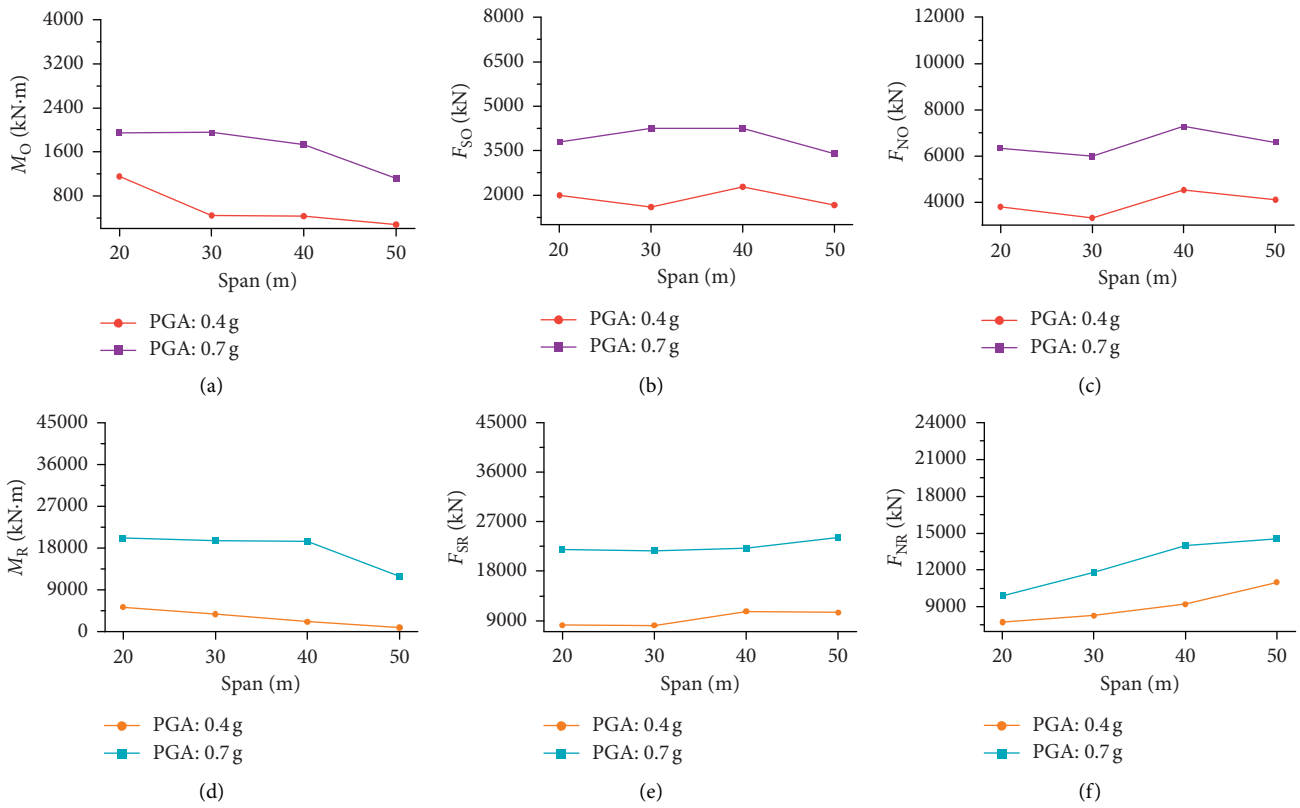 4000
3200
2400
1600
800
M_O (kN·m)
20 30 40 50
Span (m)
PGA: 0.4 g
PGA: 0.7 g
(a)
8000
6500
5000
3500
2000
F_SO (kN)
20 30 40 50
Span (m)
PGA: 0.4 g
PGA: 0.7 g
(b)
12000
10000
8000
6000
4000
F_NO (kN)
20 30 40 50
Span (m)
PGA: 0.4 g
PGA: 0.7 g
(c)
45000
36000
27000
18000
9000
0
M_R (kN·m)
20 30 40 50
Span (m)
PGA: 0.4 g
PGA: 0.7 g
(d)
45000
36000
27000
18000
9000
F_SR (kN)
20 30 40 50
Span (m)
PGA: 0.4 g
PGA: 0.7 g
(e)
24000
21000
18000
15000
12000
9000
F_NR (kN)
20 30 40 50
Span (m)
PGA: 0.4 g
PGA: 0.7 g
(f)